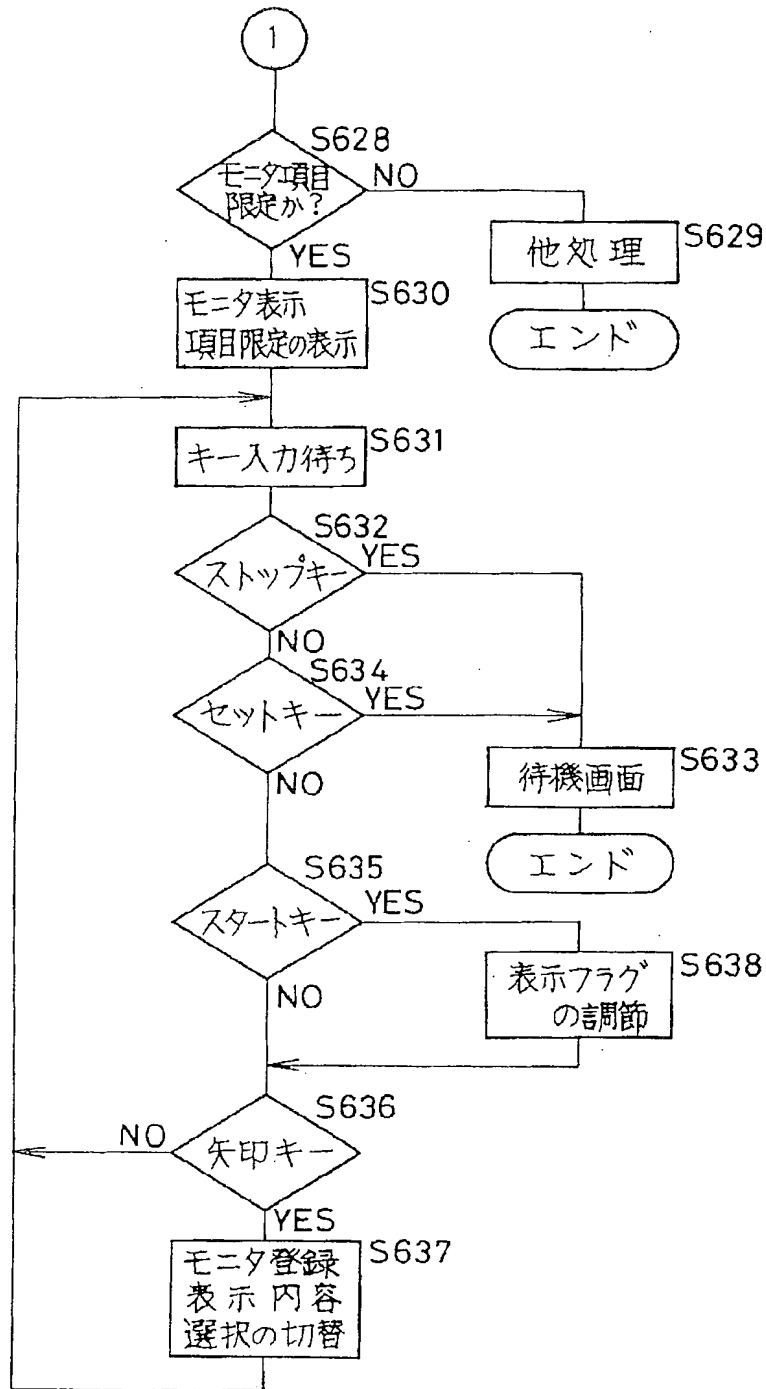 1
S628
モニタ項目
限定か?
NO
YES
他処理
S629
エンド
モニタ表示
項目限定の表示
S630
キー入力待ち
S631
S632
ストップキー
YES
NO
S634
セットキー
YES
NO
待機画面
S633
エンド
S635
スタートキー
YES
NO
表示フラグ
の調節
S638
S636
矢印キー
NO
YES
モニタ登録
表示内容
選択の切替
S637